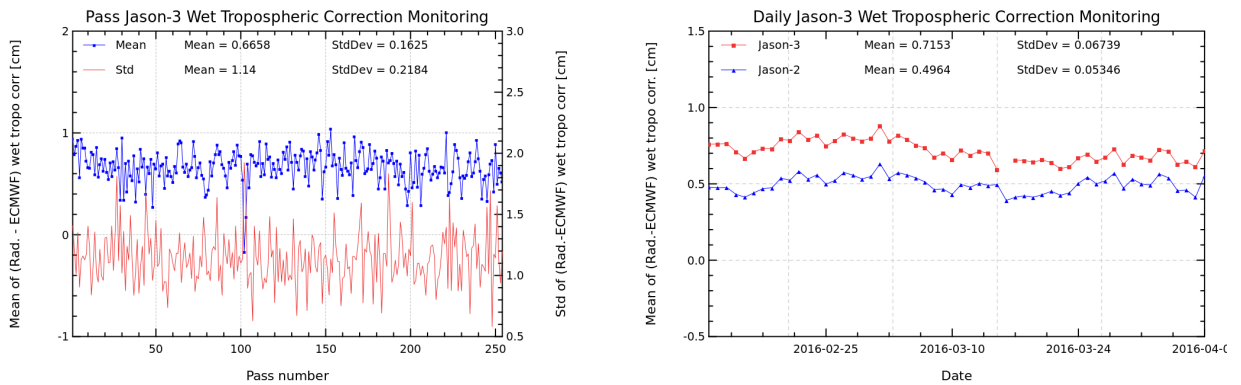 Pass Jason-3 Wet Tropospheric Correction Monitoring
Mean of (Rad. - ECMWF) wet tropo corr [cm]
2
1
0
-1
Mean Mean = 0.6658 StdDev = 0.1625
Std Mean = 1.14 StdDev = 0.2184
3.0
2.5
2.0
1.5
1.0
0.5
Std of (Rad.-ECMWF) wet tropo corr [cm]
50 100 150 200 250
Pass number
Daily Jason-3 Wet Tropospheric Correction Monitoring
Mean of (Rad.-ECMWF) wet tropo corr. [cm]
1.5
1.0
0.5
0.0
-0.5
Jason-3 Mean = 0.7153 StdDev = 0.06739
Jason-2 Mean = 0.4964 StdDev = 0.05346
2016-02-25 2016-03-10 2016-03-24 2016-04-0
Date